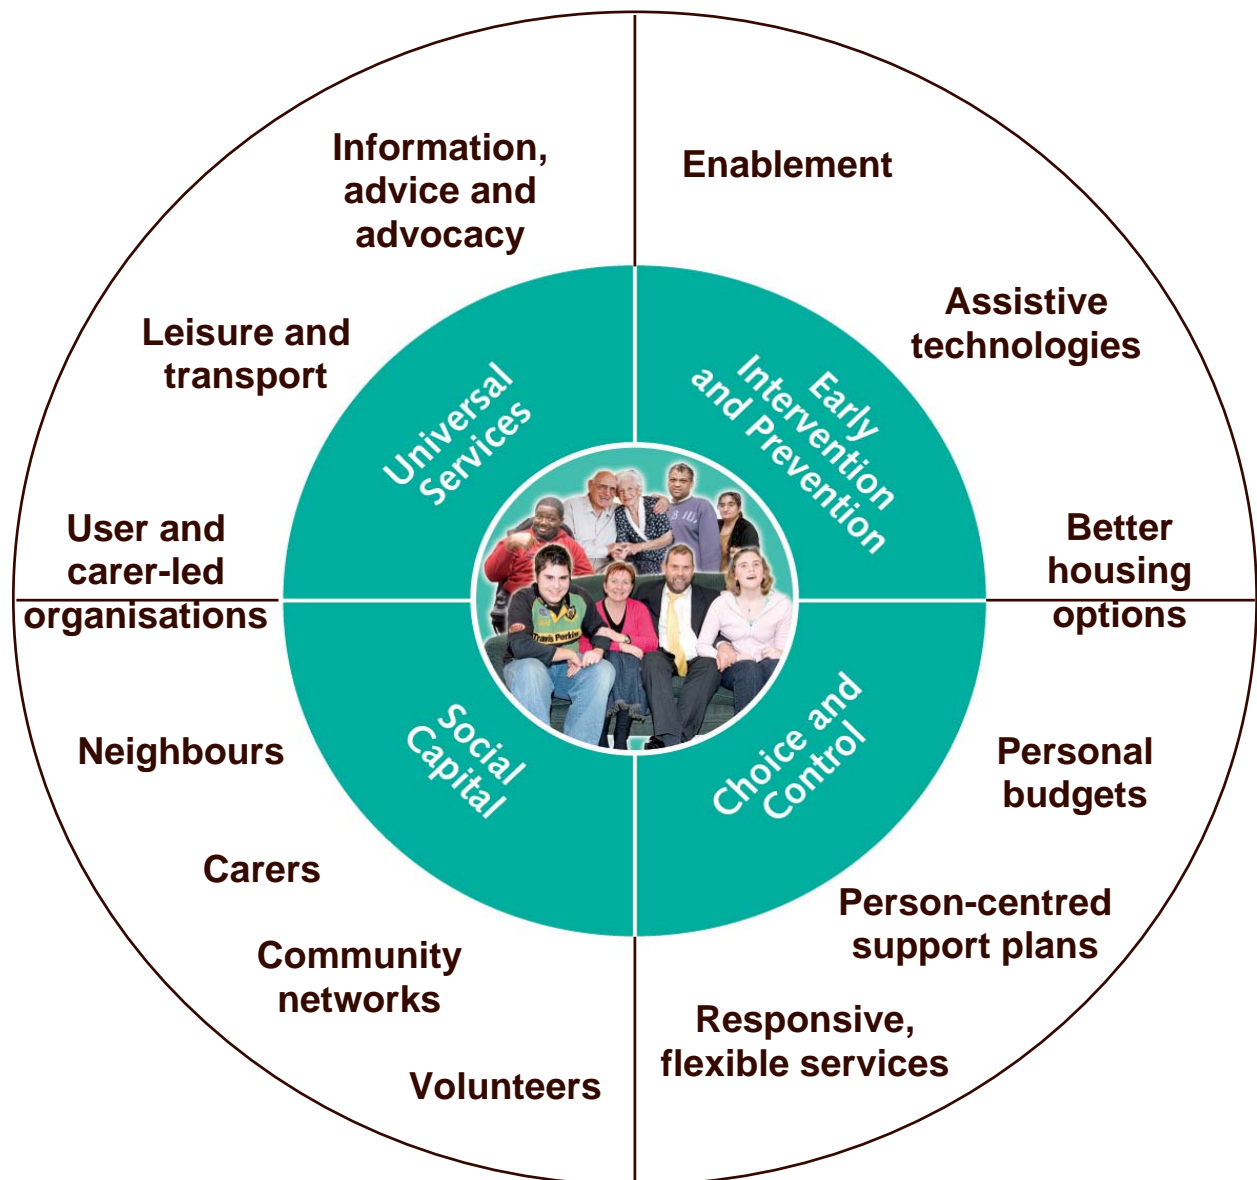 Information,
advice and
advocacy
Enablement
Leisure and
transport
Assistive
technologies
Universal
Services
Early
Intervention
and Prevention
User and
carer-led
organisations
Better
housing
options
Travis Perkin
Neighbours
Social
Capital
Choice and
Control
Personal
budgets
Carers
Person-centred
support plans
Community
networks
Responsive,
flexible services
Volunteers